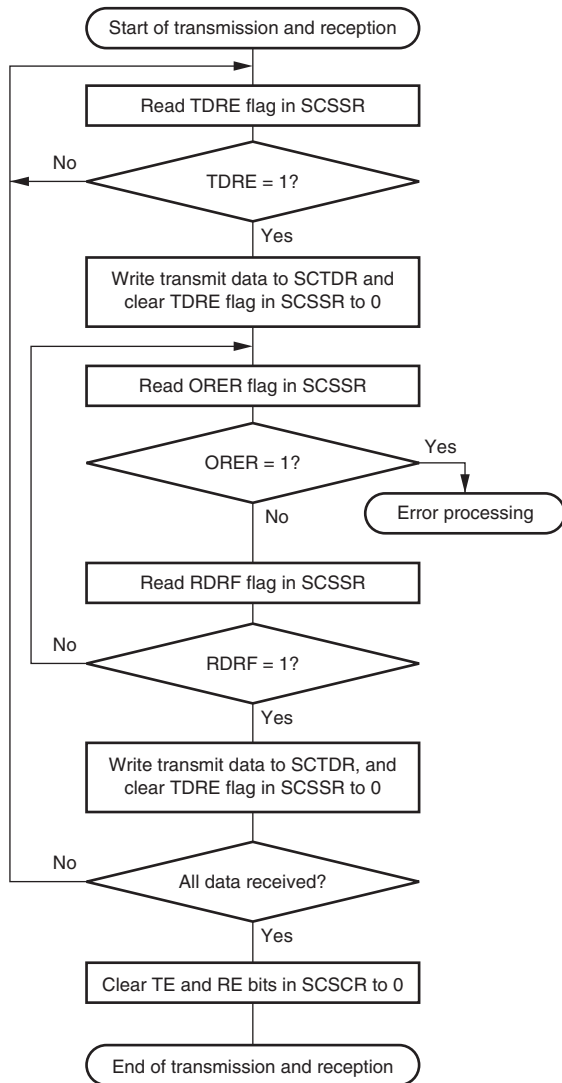 Start of transmission and reception
Read TDRE flag in SCSSR
No
TDRE = 1?
Yes
Write transmit data to SCTDR and
clear TDRE flag in SCSSR to 0
Read ORER flag in SCSSR
Yes
ORER = 1?
No
Error processing
Read RDRF flag in SCSSR
No
RDRF = 1?
Yes
Write transmit data to SCTDR, and
clear TDRE flag in SCSSR to 0
No
All data received?
Yes
Clear TE and RE bits in SCSCR to 0
End of transmission and reception